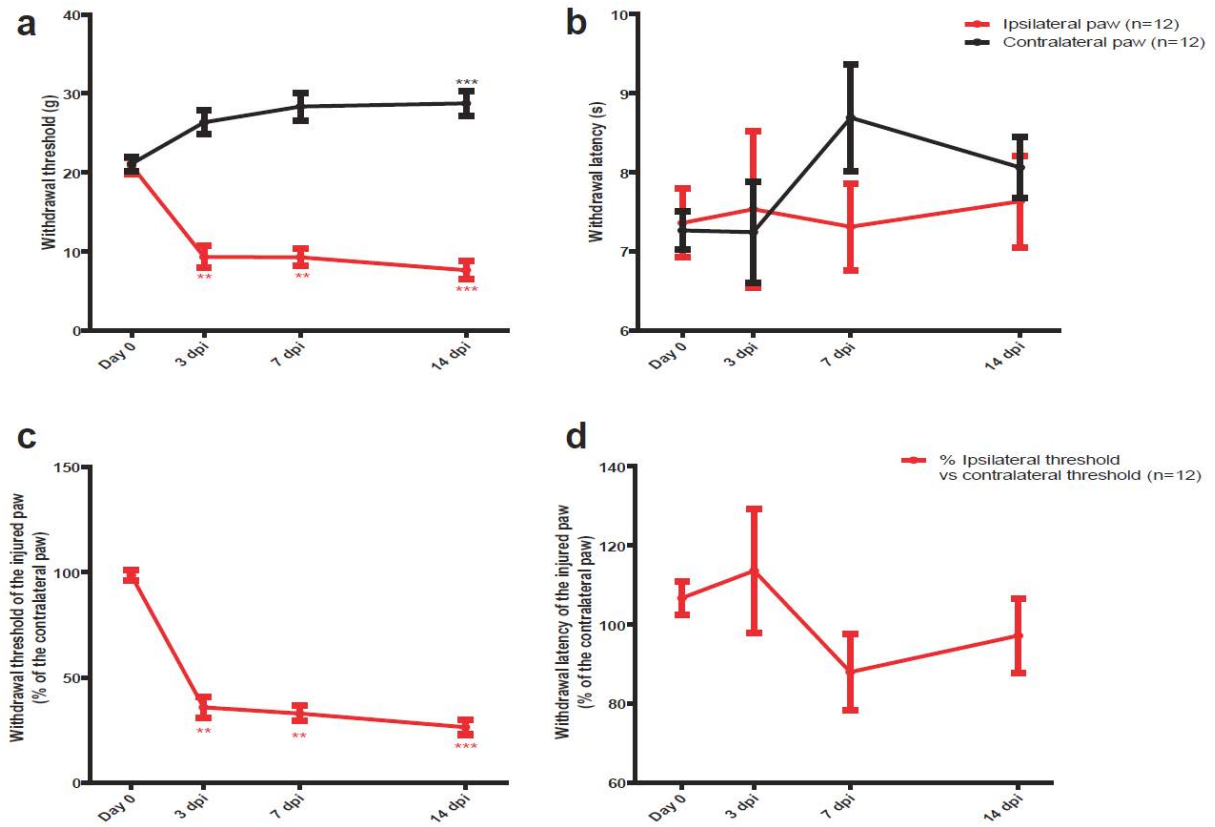 a
Withdrawal threshold (g)
40
30
20
10
0
***
**
**
***
Day 0
3 dpi
7 dpi
14 dpi
b
Withdrawal latency (s)
10
9
8
7
6
Ipsilateral paw (n=12)
Contralateral paw (n=12)
Day 0
3 dpi
7 dpi
14 dpi
c
Withdrawal threshold of the injured paw
(% of the contralateral paw)
150
100
50
0
**
**
***
Day 0
3 dpi
7 dpi
14 dpi
d
Withdrawal latency of the injured paw
(% of the contralateral paw)
140
120
100
80
60
% Ipsilateral threshold
vs contralateral threshold (n=12)
Day 0
3 dpi
7 dpi
14 dpi